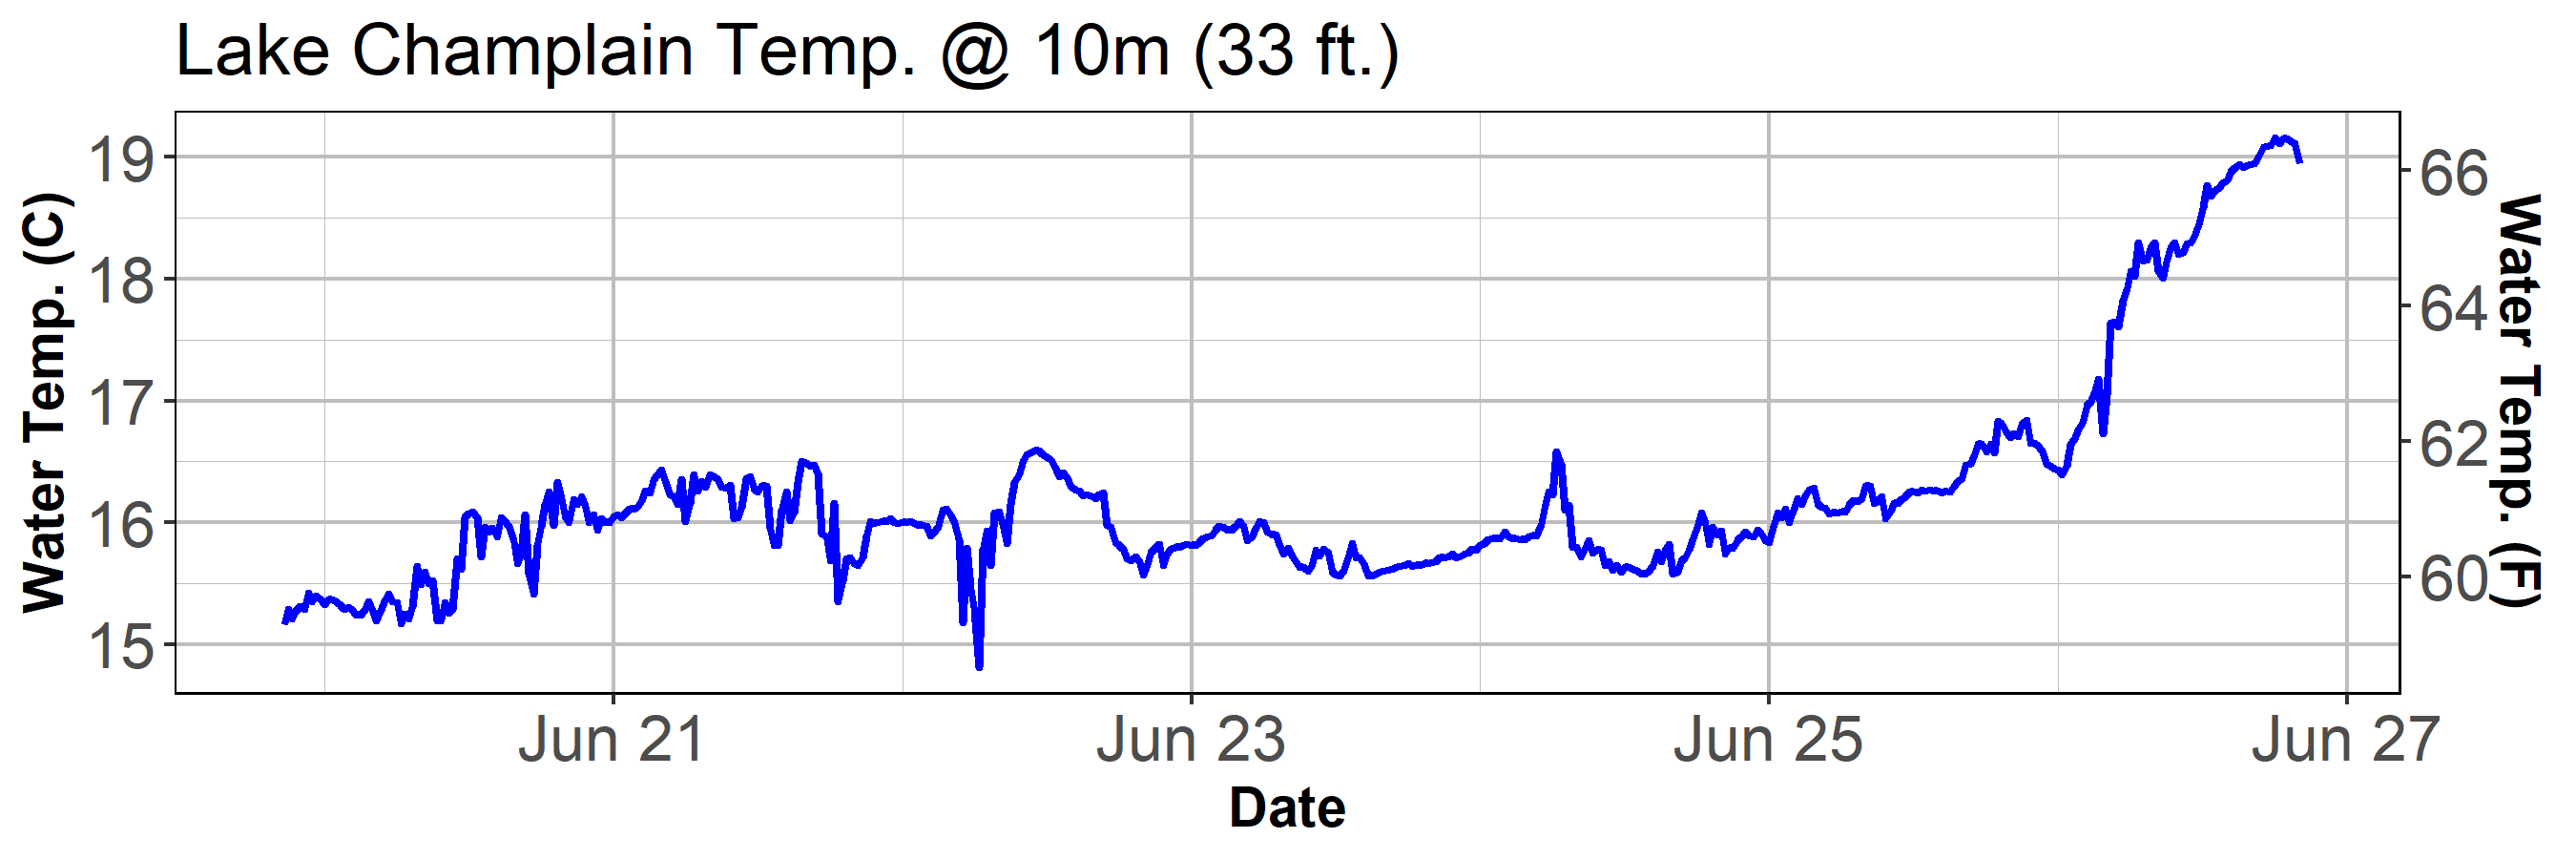 Lake Champlain Temp. @ 10m (33 ft.)
Water Temp. (C)
19
18
17
16
15
66
64
62
60
Water Temp. (F)
Jun 21
Jun 23
Jun 25
Jun 27
Date